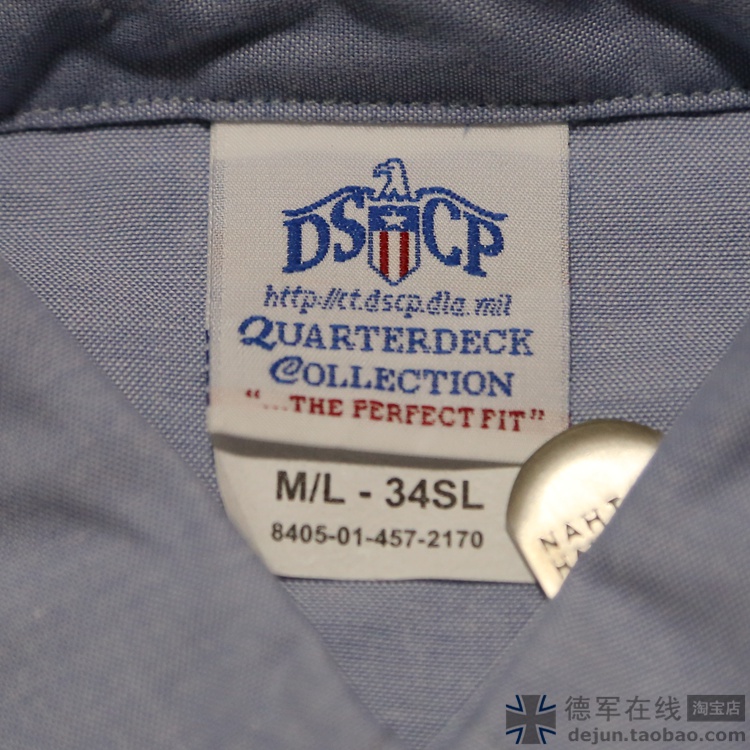 DSCP
http://ct.dscp.dla.mil
QUARTERDECK
COLLECTION
"...THE PERFECT FIT"
M/L - 34SL
8405-01-457-2170
NAHT
德军在线 淘宝店
dejun.taobao.com